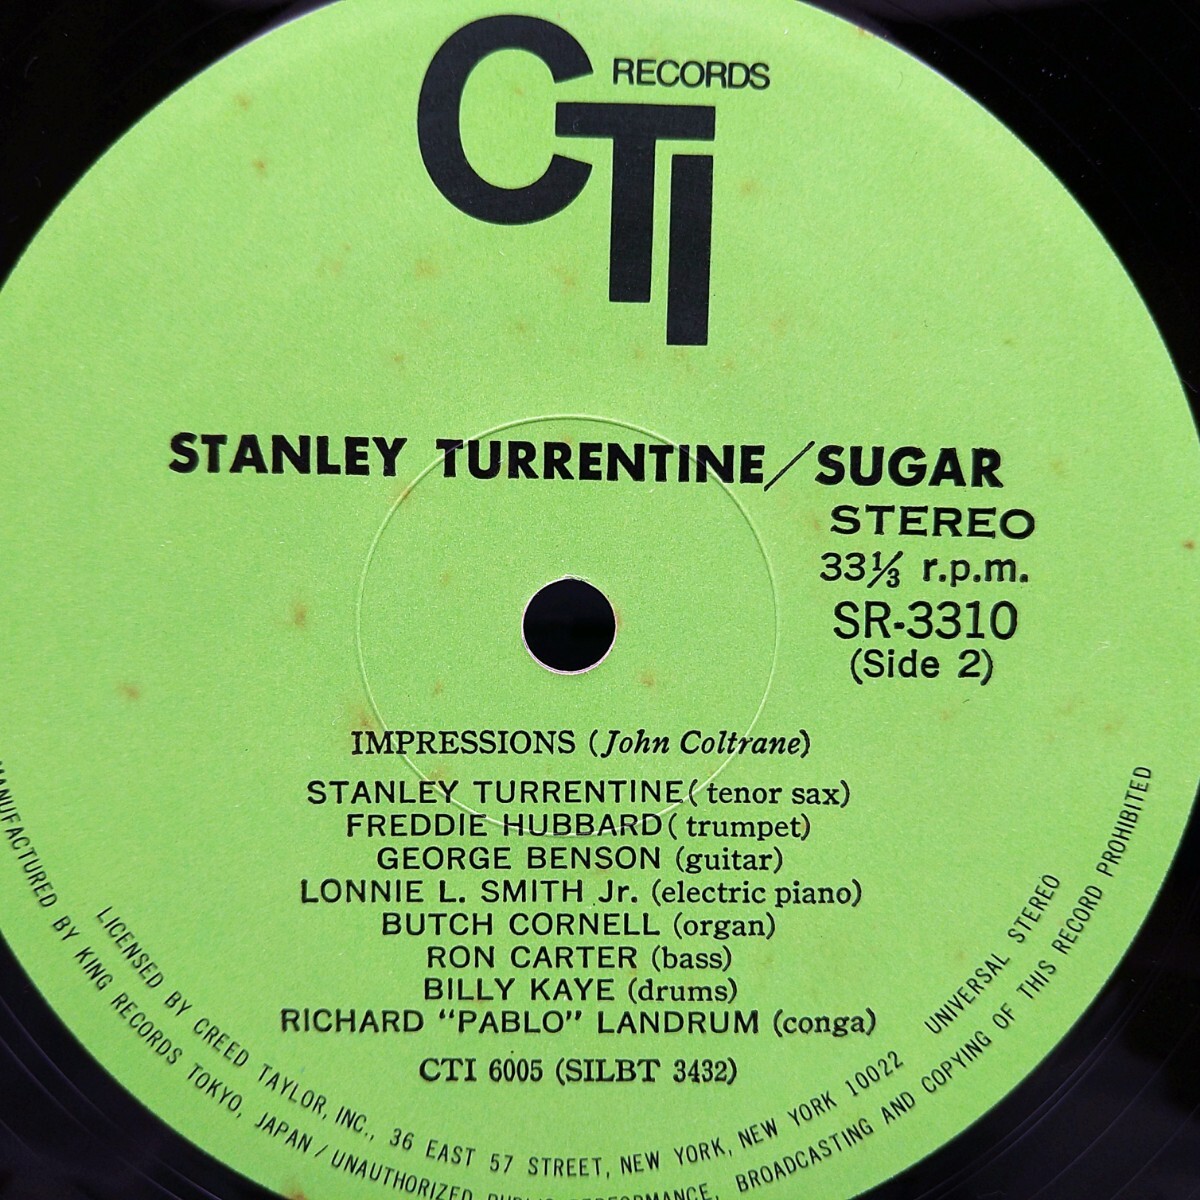 CTI RECORDS
STANLEY TURRENTINE/SUGAR
STEREO
33⅓ r.p.m.
SR-3310
(Side 2)
IMPRESSIONS (John Coltrane)
STANLEY TURRENTINE (tenor sax)
FREDDIE HUBBARD (trumpet)
GEORGE BENSON (guitar)
LONNIE L. SMITH Jr. (electric piano)
BUTCH CORNELL (organ)
RON CARTER (bass)
BILLY KAYE (drums)
RICHARD "PABLO" LANDRUM (conga)
CTI 6005 (SILBT 3432)
LICENSED BY CREED TAYLOR, INC., 36 EAST 57 STREET, NEW YORK, NEW YORK 10022 UNIVERSAL STEREO
MANUFACTURED BY KING RECORDS TOKYO, JAPAN / UNAUTHORIZED PUBLIC PERFORMANCE, BROADCASTING AND COPYING OF THIS RECORD PROHIBITED